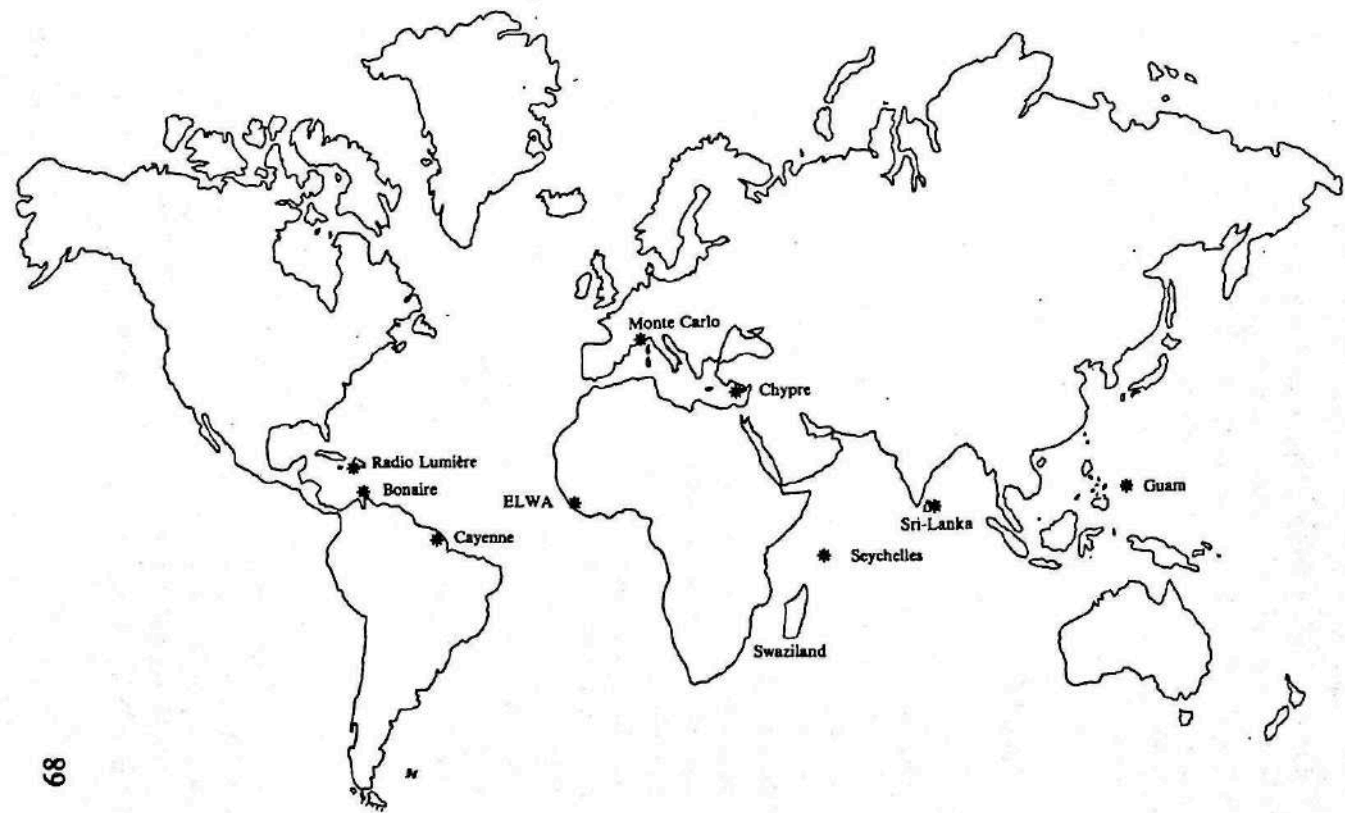 Monte Carlo
Chypre
Radio Lumière
Bonaire
ELWA
Guam
Sri-Lanka
Cayenne
Seychelles
Swaziland
68